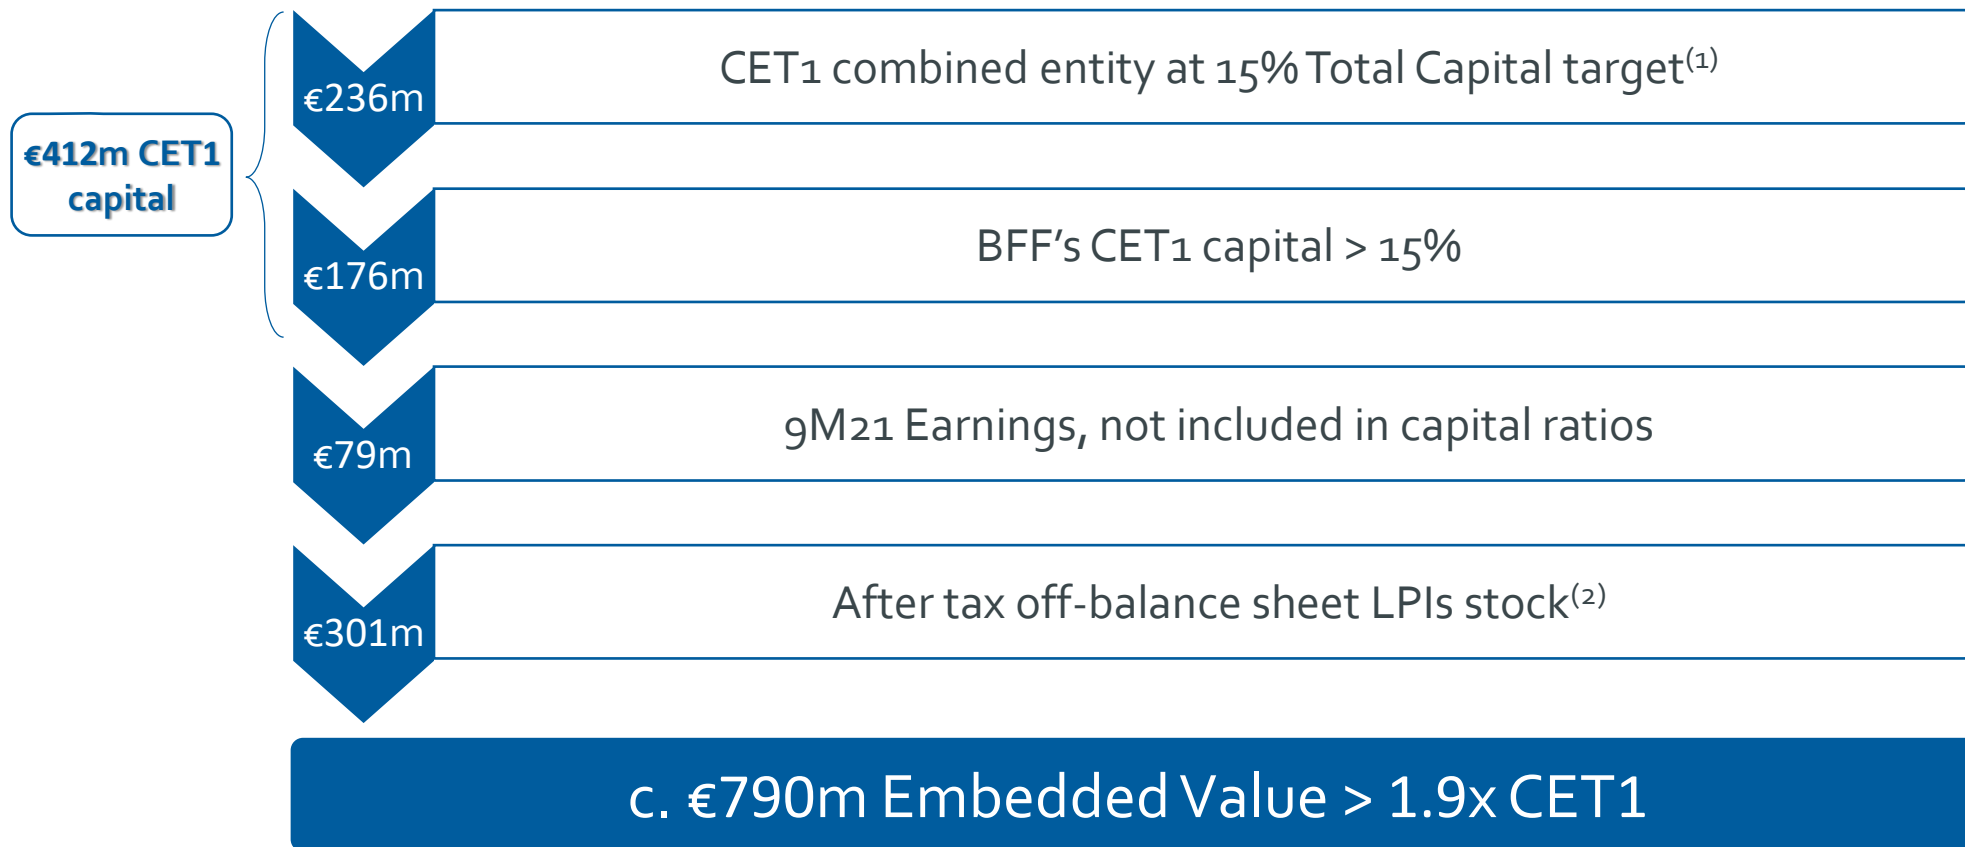 €412m CET1
capital
€236m
CET1 combined entity at 15% Total Capital target(1)
€176m
BFF’s CET1 capital > 15%
€79m
9M21 Earnings, not included in capital ratios
€301m
After tax off-balance sheet LPIs stock(2)
c. €790m Embedded Value > 1.9x CET1